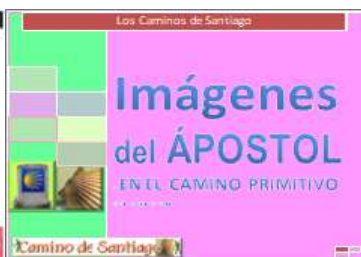 Los Caminos de Santiago
Imágenes
del ÁPOSTOL
EN EL CAMINO PRIMITIVO
Camino de Santiago